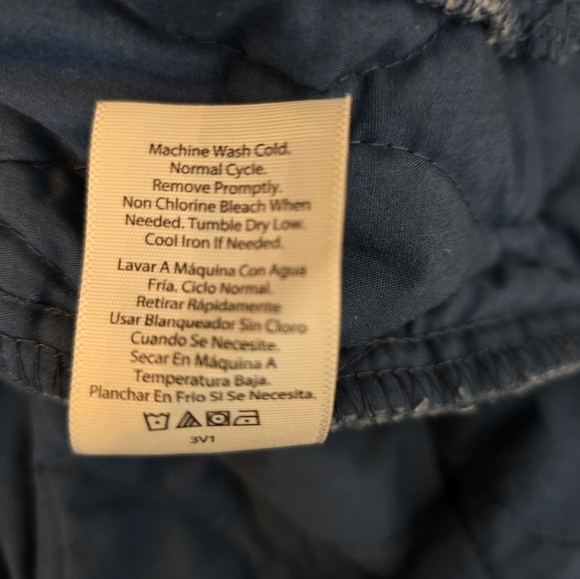 Machine Wash Cold.
Normal Cycle.
Remove Promptly.
Non Chlorine Bleach When
Needed. Tumble Dry Low.
Cool Iron If Needed.
Lavar A Máquina Con Agua
Fría. Ciclo Normal.
Retirar Rápidamente
Usar Blanqueador Sin Cloro
Cuando Se Necesite.
Secar En Máquina A
Temperatura Baja.
Planchar En Frio Si Se Necesita.
3V1